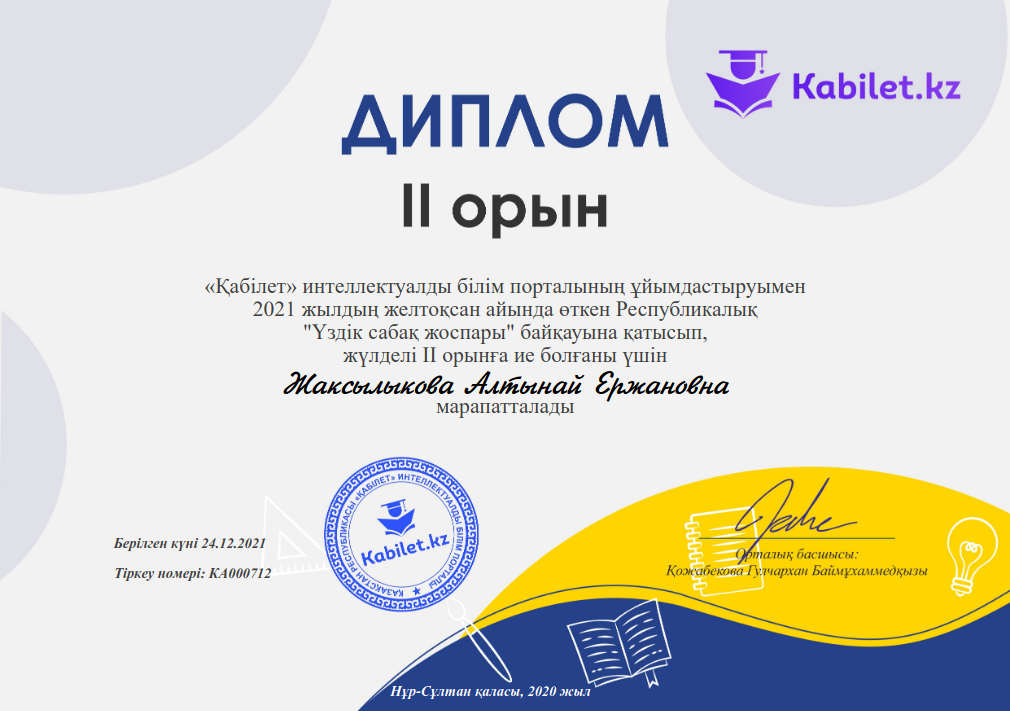 Kabilet.kz
ДИПЛОМ
II орын
«Қабілет» интеллектуалды білім порталының ұйымдастыруымен
2021 жылдың желтоқсан айында өткен Республикалық
"Үздік сабақ жоспары" байқауына қатысып,
жүлделі II орынға ие болғаны үшін
Жаксылыкова Алтынай Ержановна
марапатталады
ҚАЗАҚСТАН РЕСПУБЛИКАСЫ «ҚАБІЛЕТ» ИНТЕЛЛЕКТУАЛДЫ БІЛІМ ПОРТАЛЫ
Kabilet.kz
Берілген күні 24.12.2021
Тіркеу номері: KA000712
Орталық басшысы:
Қожабекова Гулчархан Баймұхаммедқызы
Нұр-Сұлтан қаласы, 2020 жыл